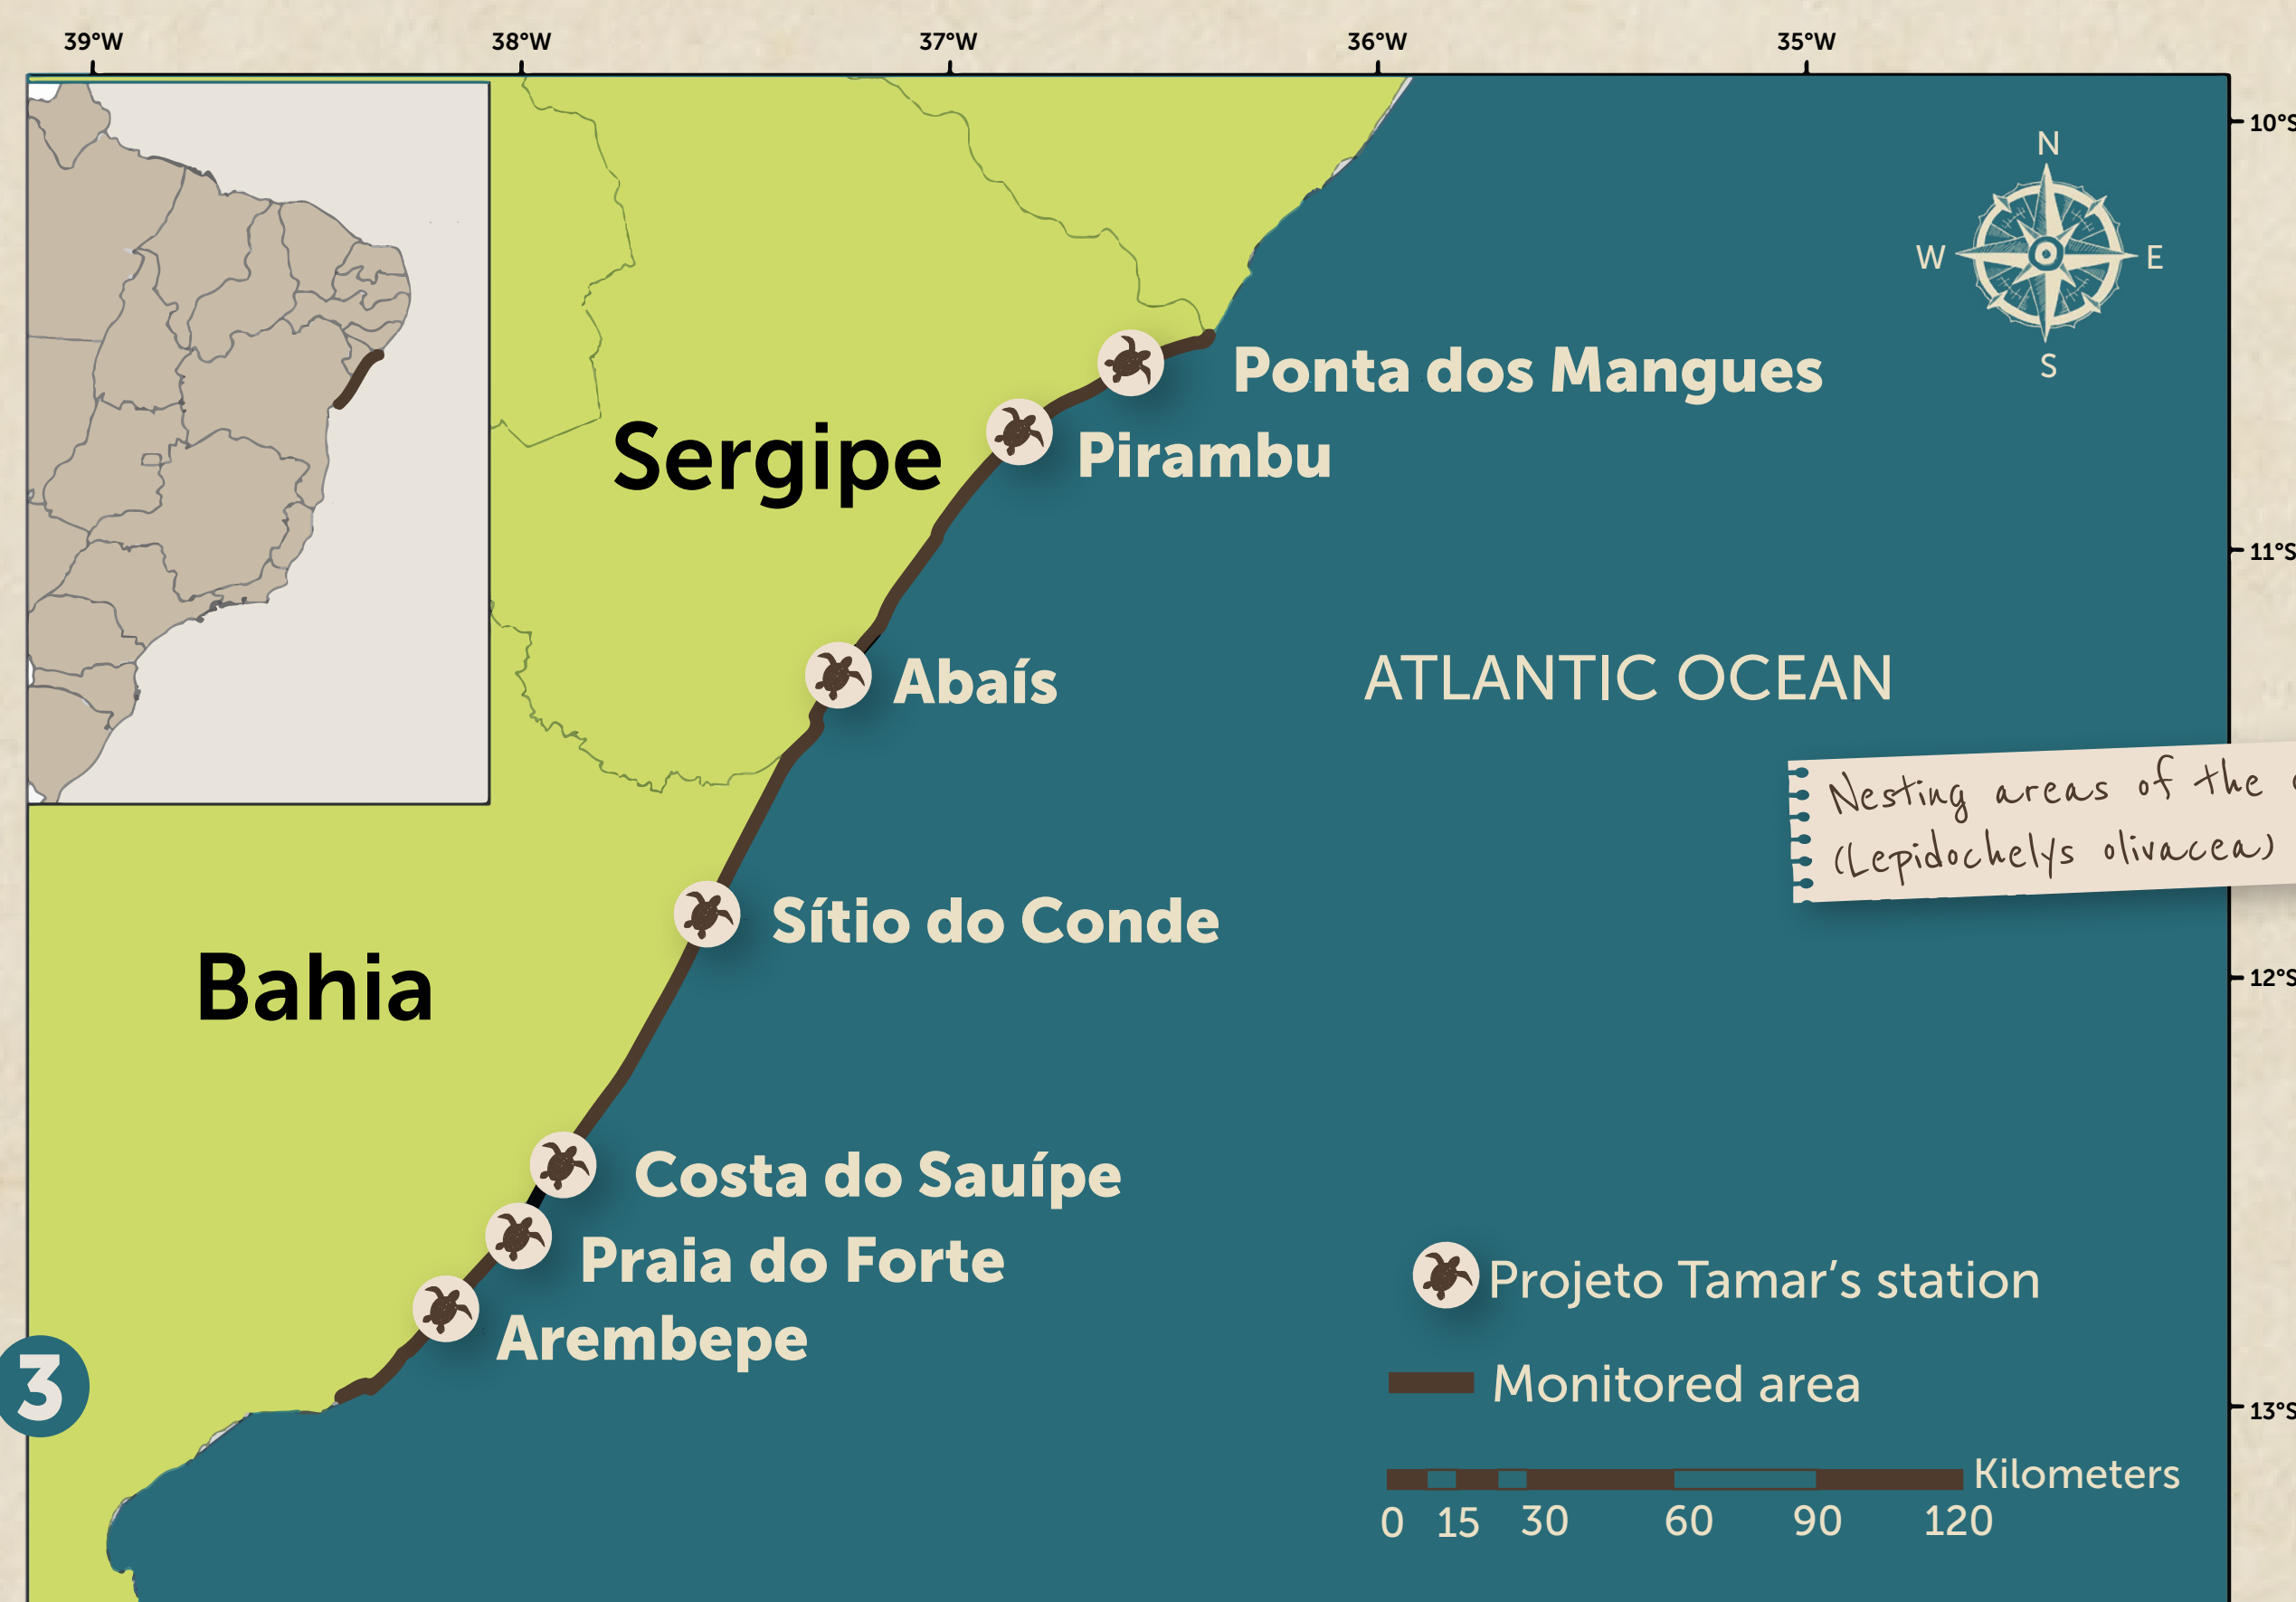 39°W 38°W 37°W 36°W 35°W
10°S
N
W E
S
Ponta dos Mangues
Sergipe
Pirambu
11°S
Abaís
ATLANTIC OCEAN
Nesting areas of the
(Lepidochelys olivacea)
Sítio do Conde
Bahia
12°S
Costa do Sauípe
Praia do Forte
Projeto Tamar’s station
Arembepe
3
Monitored area
13°S
Kilometers
0 15 30 60 90 120